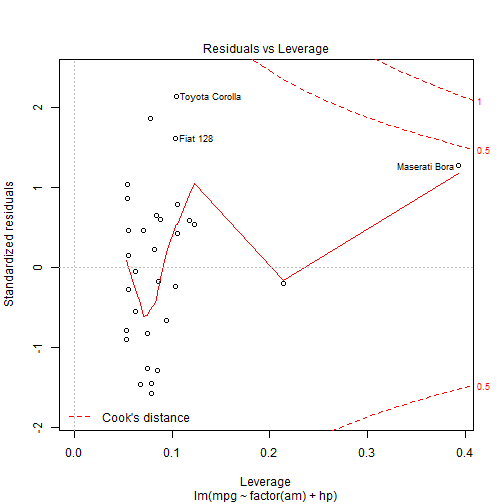 Residuals vs Leverage
Standardized residuals
2
1
0
-1
-2
Toyota Corolla
Fiat 128
Maserati Bora
1
0.5
0.5
Cook's distance
0.0 0.1 0.2 0.3 0.4
Leverage
lm(mpg ~ factor(am) + hp)